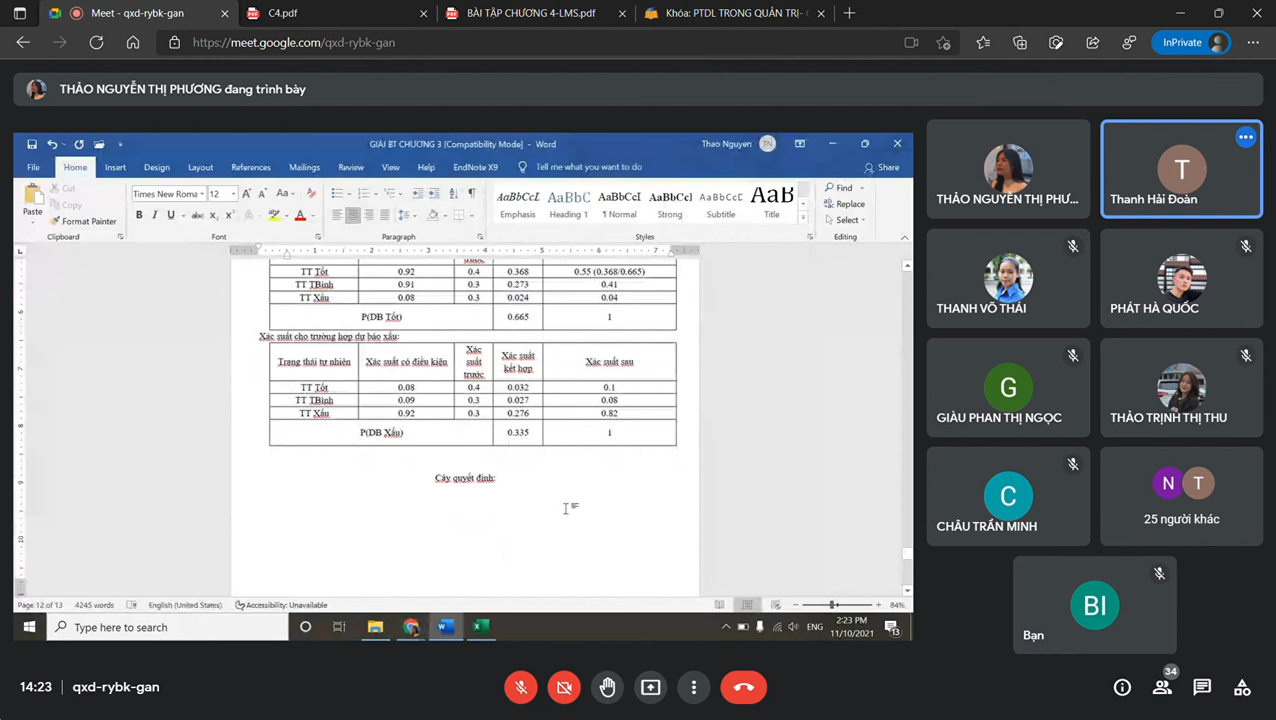 Meet - qxd-rybk-gan
C4.pdf
BÀI TẬP CHƯƠNG 4-LMS.pdf
Khóa: PTDL TRONG QUẢN TRỊ- C
https://meet.google.com/qxd-rybk-gan
InPrivate
THẢO NGUYỄN THỊ PHƯƠNG đang trình bày
GIẢI BT CHƯƠNG 3 [Compatibility Mode] - Word
Thao Nguyen
TN
File Home Insert Design Layout References Mailings Review View Help EndNote X9 Tell me what you want to do Share
Cut
Copy
Format Painter
Paste
Times New Roma 12
AaBbCcI AaBbC AaBbCcI AaBbCcI AaBbCcD AaB
Emphasis Heading 1 ¶ Normal Strong Subtitle Title
Find
Replace
Select
Clipboard Font Paragraph Styles Editing
1 2 3 4 5 6 7
trước
TT Tốt 0.92 0.4 0.368 0.55 (0.368/0.665)
TT TBình 0.91 0.3 0.273 0.41
TT Xấu 0.08 0.3 0.024 0.04
P(DB Tốt) 0.665 1
Xác suất cho trường hợp dự báo xấu:
Trạng thái tự nhiên Xác suất có điều kiện Xác suất trước Xác suất kết hợp Xác suất sau
TT Tốt 0.08 0.4 0.032 0.1
TT TBình 0.09 0.3 0.027 0.08
TT Xấu 0.92 0.3 0.276 0.82
P(DB Xấu) 0.335 1
Cây quyết định:
Page 12 of 13 4245 words English (United States) Accessibility: Unavailable 84%
Type here to search
ENG
2:23 PM
11/10/2021
13
THẢO NGUYỄN THỊ PHƯ...
T
Thanh Hải Đoàn
THANH VÕ THÁI
PHÁT HÀ QUỐC
G
GIÀU PHAN THỊ NGỌC
THẢO TRỊNH THỊ THU
C
CHÂU TRẦN MINH
N T
25 người khác
BI
Bạn
14:23 qxd-rybk-gan
34